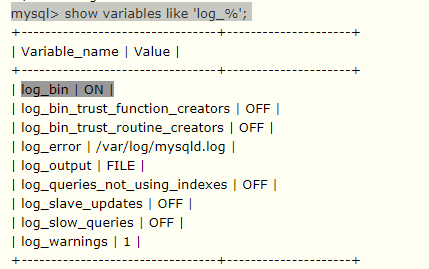 mysql> show variables like 'log_%';
+---------------------------------+---------------------+
| Variable_name | Value |
+---------------------------------+---------------------+
| log_bin | ON |
| log_bin_trust_function_creators | OFF |
| log_bin_trust_routine_creators | OFF |
| log_error | /var/log/mysqld.log |
| log_output | FILE |
| log_queries_not_using_indexes | OFF |
| log_slave_updates | OFF |
| log_slow_queries | OFF |
| log_warnings | 1 |
+---------------------------------+---------------------+